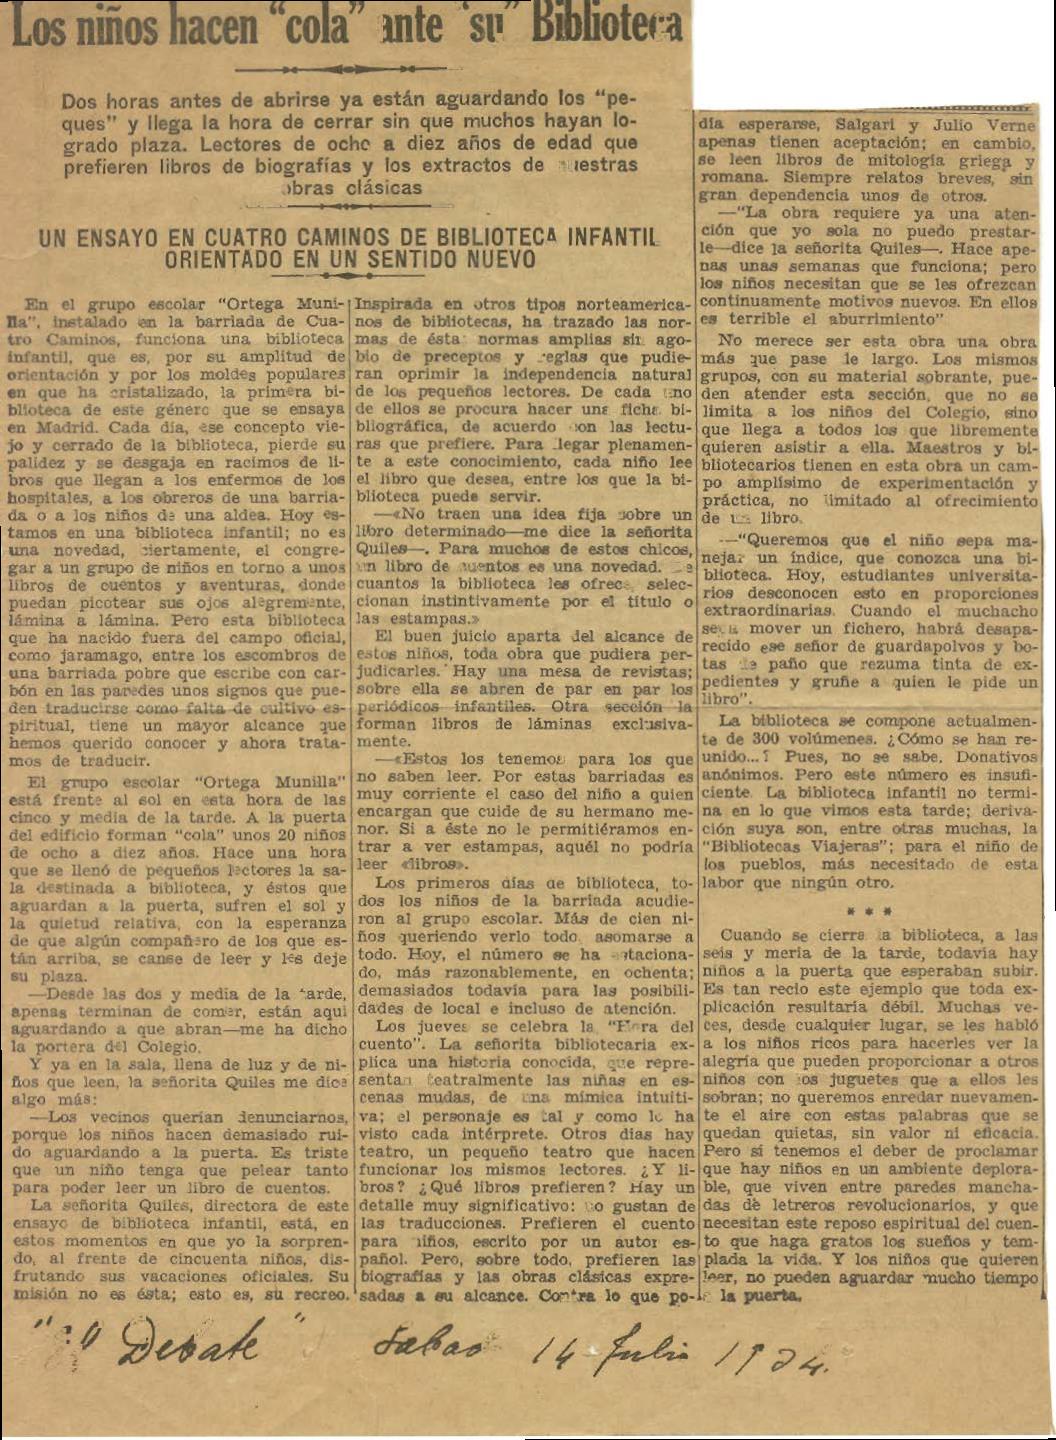 Los niños hacen "cola" ante "su" Biblioteca
Dos horas antes de abrirse ya están aguardando los "pe-
ques" y llega la hora de cerrar sin que muchos hayan lo-
grado plaza. Lectores de ocho a diez años de edad que
prefieren libros de biografías y los extractos de nuestras
obras clásicas
UN ENSAYO EN CUATRO CAMINOS DE BIBLIOTECA INFANTIL
ORIENTADO EN UN SENTIDO NUEVO
En el grupo escolar "Ortega Muni-
lla", instalado en la barriada de Cua-
tro Caminos, funciona una biblioteca
infantil, que es, por su amplitud de
orientación y por los moldes populares
en que ha cristalizado, la primera bi-
blioteca de este género que se ensaya
en Madrid. Cada día, ese concepto vie-
jo y cerrado de la biblioteca, pierde su
palidez y se desgaja en racimos de li-
bros que llegan a los enfermos de los
hospitales, a los obreros de una barria-
da o a los niños de una aldea. Hoy es-
tamos en una biblioteca infantil; no es
una novedad, ciertamente, el congre-
gar a un grupo de niños en torno a unos
libros de cuentos y aventuras, donde
puedan picotear sus ojos alegremente,
lámina a lámina. Pero esta biblioteca
que ha nacido fuera del campo oficial,
como jaramago, entre los escombros de
una barriada pobre que escribe con car-
bón en las paredes unos signos que pue-
den traducirse como falta de cultivo es-
piritual, tiene un mayor alcance que
hemos querido conocer y ahora trata-
mos de traducir.
El grupo escolar "Ortega Munilla"
está frente al sol en esta hora de las
cinco y media de la tarde. A la puerta
del edificio forman "cola" unos 20 niños
de ocho a diez años. Hace una hora
que se llenó de pequeños lectores la sa-
la destinada a biblioteca, y éstos que
aguardan a la puerta, sufren el sol y
la quietud relativa, con la esperanza
de que algún compañero de los que es-
tán arriba, se canse de leer y les deje
su plaza.
—Desde las dos y media de la tarde,
apenas terminan de comer, están aquí
aguardando a que abran—me ha dicho
la portera del Colegio.
Y ya en la sala, llena de luz y de ni-
ños que leen, la señorita Quiles me dice
algo más:
—Los vecinos querían denunciarnos,
porque los niños hacen demasiado rui-
do aguardando a la puerta. Es triste
que un niño tenga que pelear tanto
para poder leer un libro de cuentos.
La señorita Quiles, directora de este
ensayo de biblioteca infantil, está, en
estos momentos en que yo la sorpren-
do, al frente de cincuenta niños, dis-
frutando sus vacaciones oficiales. Su
misión no es ésta; esto es, su recreo.
Inspirada en otros tipos norteamerica-
nos de bibliotecas, ha trazado las nor-
mas de ésta: normas amplias sin ago-
bio de preceptos y reglas que pudie-
ran oprimir la independencia natural
de los pequeños lectores. De cada uno
de ellos se procura hacer una ficha bi-
bliográfica, de acuerdo con las lectu-
ras que prefiere. Para llegar plenamen-
te a este conocimiento, cada niño lee
el libro que desea, entre los que la bi-
blioteca puede servir.
—«No traen una idea fija sobre un
libro determinado—me dice la señorita
Quiles—. Para muchos de estos chicos,
un libro de cuentos es una novedad. De
cuantos la biblioteca les ofrece, selec-
cionan instintivamente por el título o
las estampas.»
El buen juicio aparta del alcance de
estos niños, toda obra que pudiera per-
judicarles. Hay una mesa de revistas;
sobre ella se abren de par en par los
periódicos infantiles. Otra sección la
forman libros de láminas exclusiva-
mente.
—«Estos los tenemos para los que
no saben leer. Por estas barriadas es
muy corriente el caso del niño a quien
encargan que cuide de su hermano me-
nor. Si a éste no le permitiéramos en-
trar a ver estampas, aquél no podría
leer «libros».
Los primeros días de biblioteca, to-
dos los niños de la barriada acudie-
ron al grupo escolar. Más de cien ni-
ños queriendo verlo todo, asomarse a
todo. Hoy, el número se ha estaciona-
do, más razonablemente, en ochenta;
demasiados todavía para las posibili-
dades de local e incluso de atención.
Los jueves se celebra la "Hora del
cuento". La señorita bibliotecaria ex-
plica una historia conocida, que repre-
sentan teatralmente las niñas en es-
cenas mudas, de una mímica intuiti-
va; el personaje es tal y como lo ha
visto cada intérprete. Otros días hay
teatro, un pequeño teatro que hacen
funcionar los mismos lectores. ¿Y li-
bros? ¿Qué libros prefieren? Hay un
detalle muy significativo: no gustan de
las traducciones. Prefieren el cuento
para niños, escrito por un autor es-
pañol. Pero, sobre todo, prefieren las
biografías y las obras clásicas expre-
sadas a su alcance. Contra lo que po-
día esperarse, Salgari y Julio Verne
apenas tienen aceptación; en cambio,
se leen libros de mitología griega y
romana. Siempre relatos breves, sin
gran dependencia unos de otros.
—"La obra requiere ya una aten-
ción que yo sola no puedo prestar-
le—dice la señorita Quiles—. Hace ape-
nas unas semanas que funciona; pero
los niños necesitan que se les ofrezcan
continuamente motivos nuevos. En ellos
es terrible el aburrimiento"
No merece ser esta obra una obra
más que pase de largo. Los mismos
grupos, con su material sobrante, pue-
den atender esta sección, que no se
limita a los niños del Colegio, sino
que llega a todos los que libremente
quieren asistir a ella. Maestros y bi-
bliotecarios tienen en esta obra un cam-
po amplísimo de experimentación y
práctica, no limitado al ofrecimiento
de un libro.
—"Queremos que el niño sepa ma-
nejar un índice, que conozca una bi-
blioteca. Hoy, estudiantes universita-
rios desconocen esto en proporciones
extraordinarias. Cuando el muchacho
sepa mover un fichero, habrá desapa-
recido ese señor de guardapolvos y bo-
tas de paño que rezuma tinta de ex-
pedientes y gruñe a quien le pide un
libro".
La biblioteca se compone actualmen-
te de 300 volúmenes. ¿Cómo se han re-
unido...? Pues, no se sabe. Donativos
anónimos. Pero este número es insufi-
ciente. La biblioteca infantil no termi-
na en lo que vimos esta tarde; deriva-
ción suya son, entre otras muchas, la
"Bibliotecas Viajeras"; para el niño de
los pueblos, más necesitado de esta
labor que ningún otro.
* * *
Cuando se cierra la biblioteca, a las
seis y media de la tarde, todavía hay
niños a la puerta que esperaban subir.
Es tan recio este ejemplo que toda ex-
plicación resultaría débil. Muchas ve-
ces, desde cualquier lugar, se les habló
a los niños ricos para hacerles ver la
alegría que pueden proporcionar a otros
niños con los juguetes que a ellos les
sobran; no queremos enredar nuevamen-
te el aire con estas palabras que se
quedan quietas, sin valor ni eficacia.
Pero sí tenemos el deber de proclamar
que hay niños en un ambiente deplora-
ble, que viven entre paredes mancha-
das de letreros revolucionarios, y que
necesitan este reposo espiritual del cuen-
to que haga gratos los sueños y tem-
plada la vida. Y los niños que quieren
leer, no pueden aguardar mucho tiempo
a la puerta.
"El Debate" Sabao 14 Julio 1934.